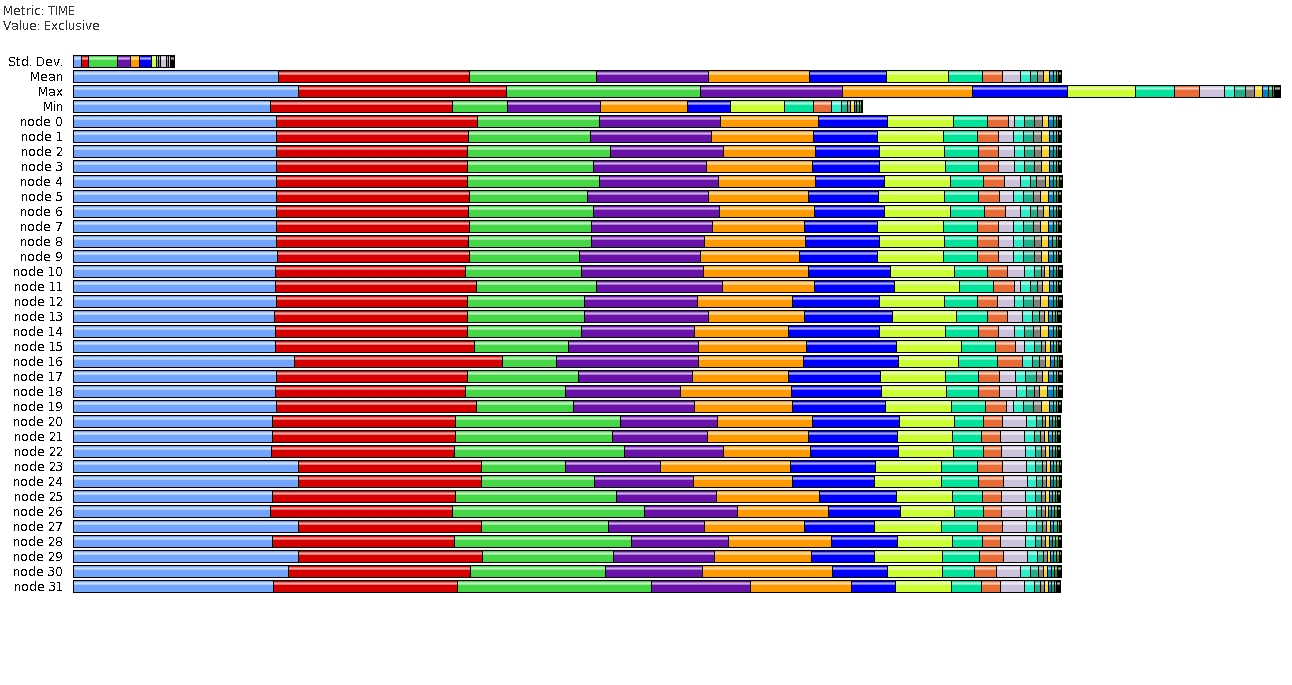 Metric: TIME
Value: Exclusive
Std. Dev.
Mean
Max
Min
node 0
node 1
node 2
node 3
node 4
node 5
node 6
node 7
node 8
node 9
node 10
node 11
node 12
node 13
node 14
node 15
node 16
node 17
node 18
node 19
node 20
node 21
node 22
node 23
node 24
node 25
node 26
node 27
node 28
node 29
node 30
node 31